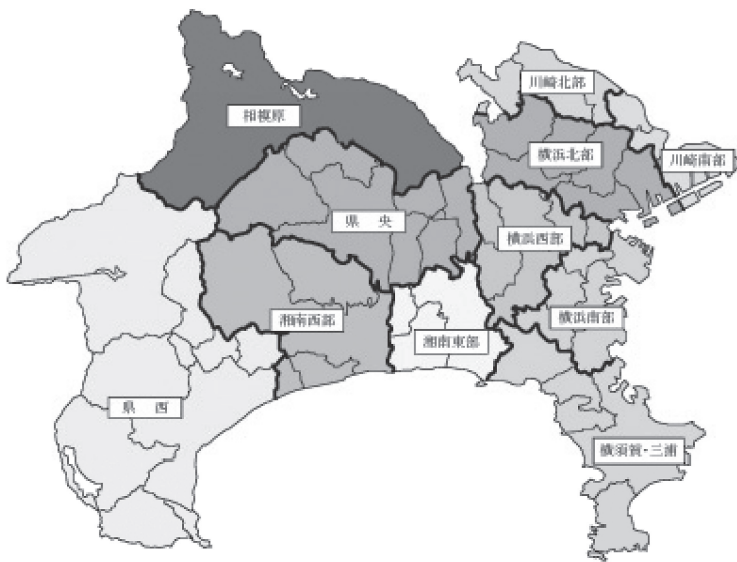 川崎北部
相模原
横浜北部
川崎南部
県 央
横浜西部
湘南西部
横浜南部
湘南東部
県 西
横須賀・三浦